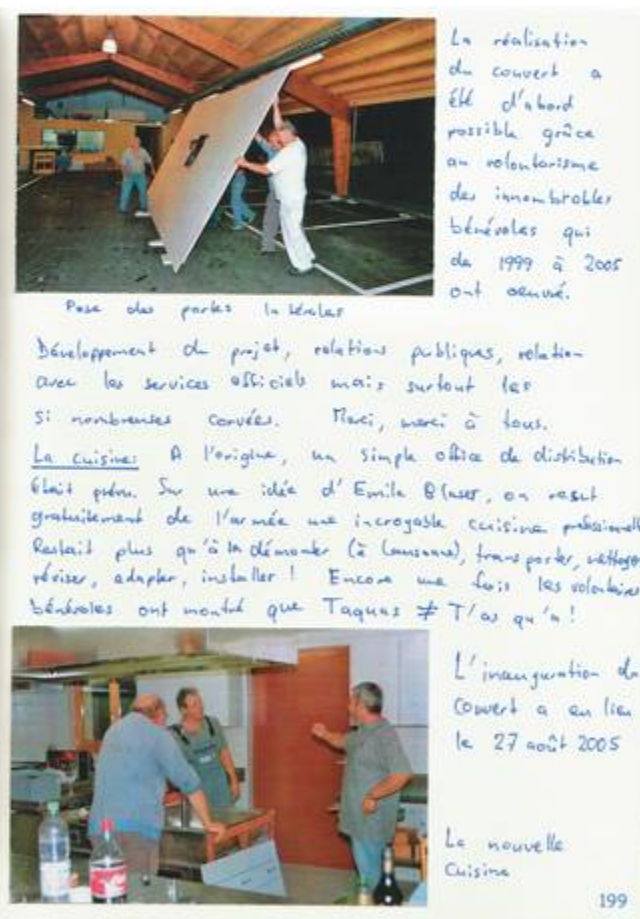 La réalisation
du couvert a
été d'abord
possible grâce
au volontarisme
des innombrables
bénévoles qui
de 1999 à 2005
ont oeuvré.
Pose des portes latérales
Développement du projet, relations publiques, relation
avec les services officiels mais surtout les
si nombreuses corvées. Merci, merci à tous.
La cuisine: A l'origine, un simple office de distribution
était prévu. Sur une idée d'Emile Blaser, on reçut
gratuitement de l'armée une incroyable cuisine professionnelle
Restait plus qu'à la démonter (à Lausanne), transporter, nettoyer
réviser, adapter, installer ! Encore une fois les volontaires
bénévoles ont montré que Taquas ≠ T'as qu'à !
L'inauguration du
Couvert a eu lieu
le 27 août 2005
La nouvelle
Cuisine
199